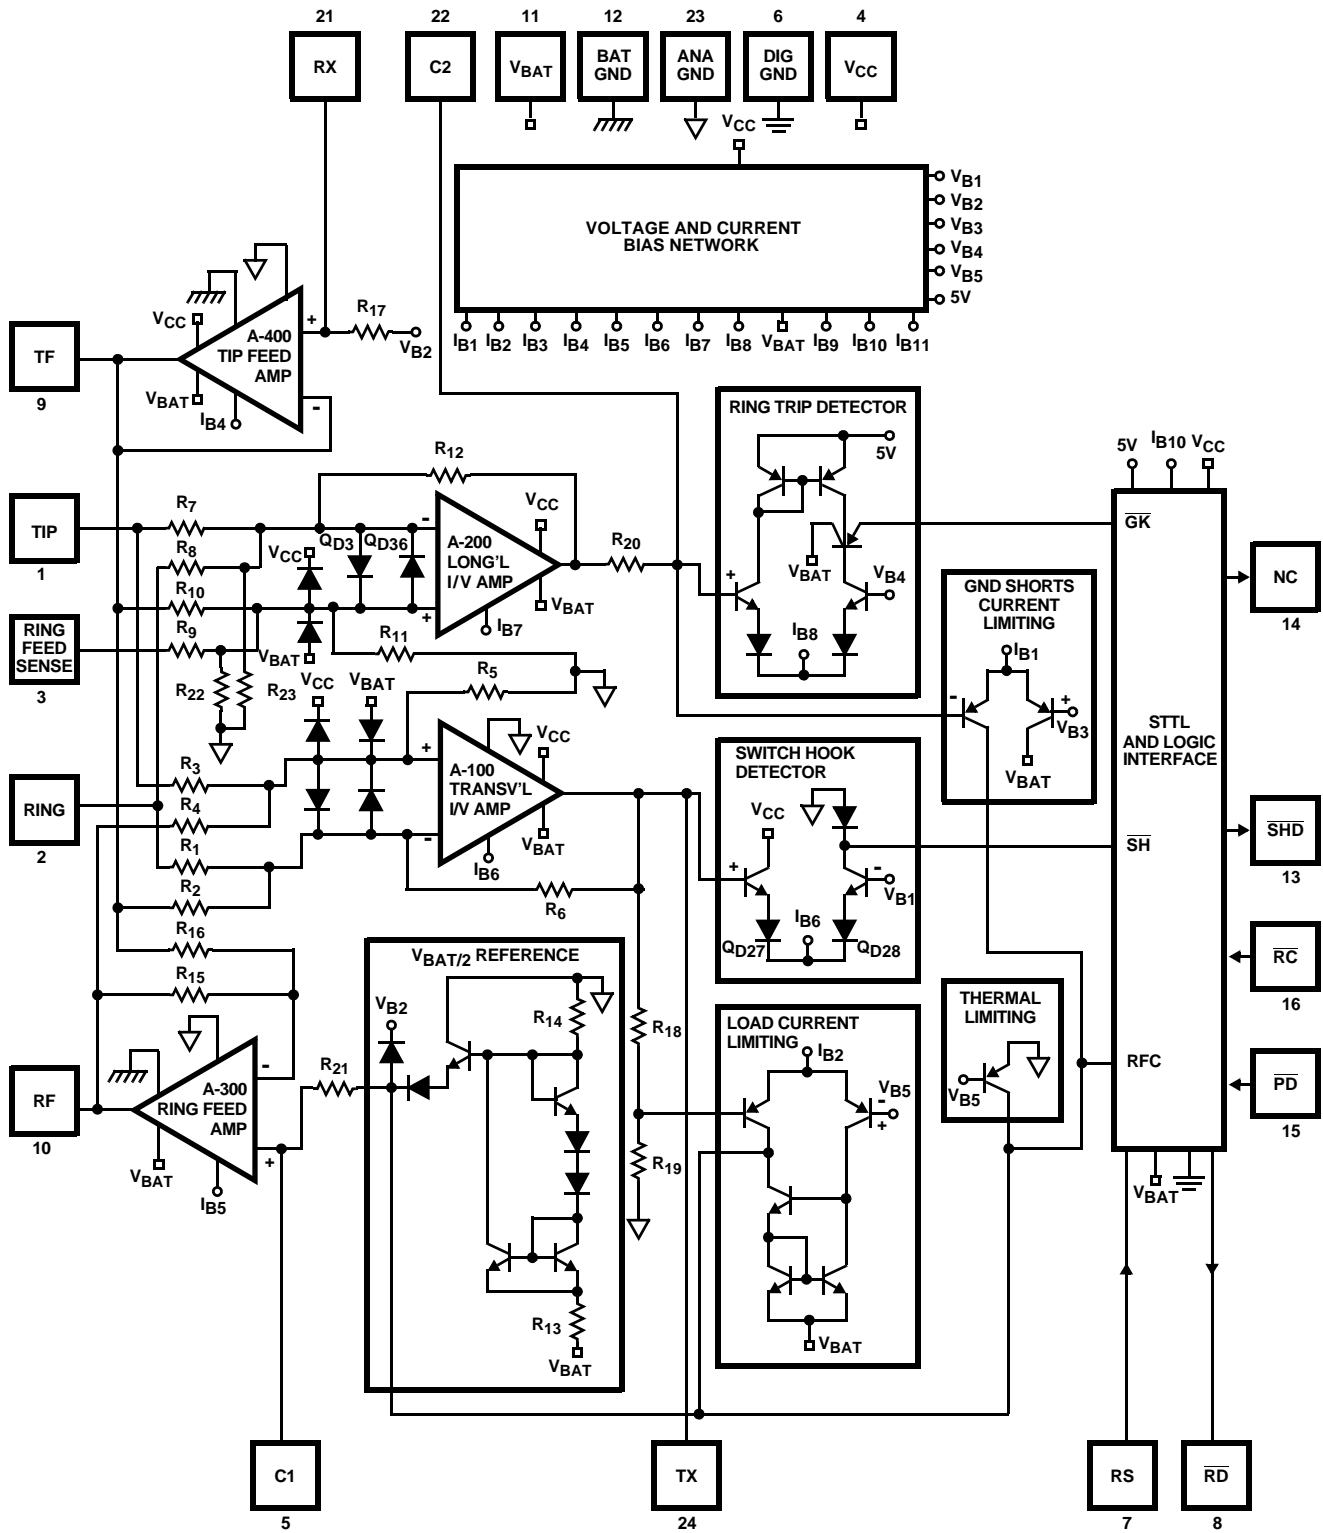 21
22
11
12
23
6
4
RX
C2
VBAT
BAT
GND
ANA
GND
DIG
GND
VCC
VCC
VOLTAGE AND CURRENT
BIAS NETWORK
VB1
VB2
VB3
VB4
VB5
5V
IB1
IB2
IB3
IB4
IB5
IB6
IB7
IB8
VBAT
IB9
IB10
IB11
TF
9
VCC
A-400
TIP FEED
AMP
+
-
VBAT
IB4
R17
VB2
TIP
1
R7
R8
R10
R9
RING
FEED
SENSE
3
R22
R23
R12
VCC
QD3
QD36
VBAT
-
+
A-200
LONG'L
I/V AMP
VCC
VBAT
IB7
R20
R11
R5
RING TRIP DETECTOR
5V
VBAT
VB4
+
IB8
GND SHORTS
CURRENT
LIMITING
IB1
-
+
VB3
VBAT
5V
IB10
VCC
GK
STTL
AND LOGIC
INTERFACE
SH
RFC
VBAT
NC
14
SHD
13
RC
16
PD
15
RING
2
R3
R4
R1
R2
R16
R15
VCC
VBAT
+
-
A-100
TRANSV'L
I/V AMP
VCC
VBAT
IB6
R6
SWITCH HOOK
DETECTOR
VCC
+
-
VB1
IB6
QD27
QD28
VBAT/2 REFERENCE
VB2
R14
R13
VBAT
R18
R19
LOAD CURRENT
LIMITING
IB2
VB5
-
+
VBAT
THERMAL
LIMITING
VB5
RF
10
A-300
RING FEED
AMP
-
+
VBAT
IB5
R21
C1
5
TX
24
RS
7
RD
8